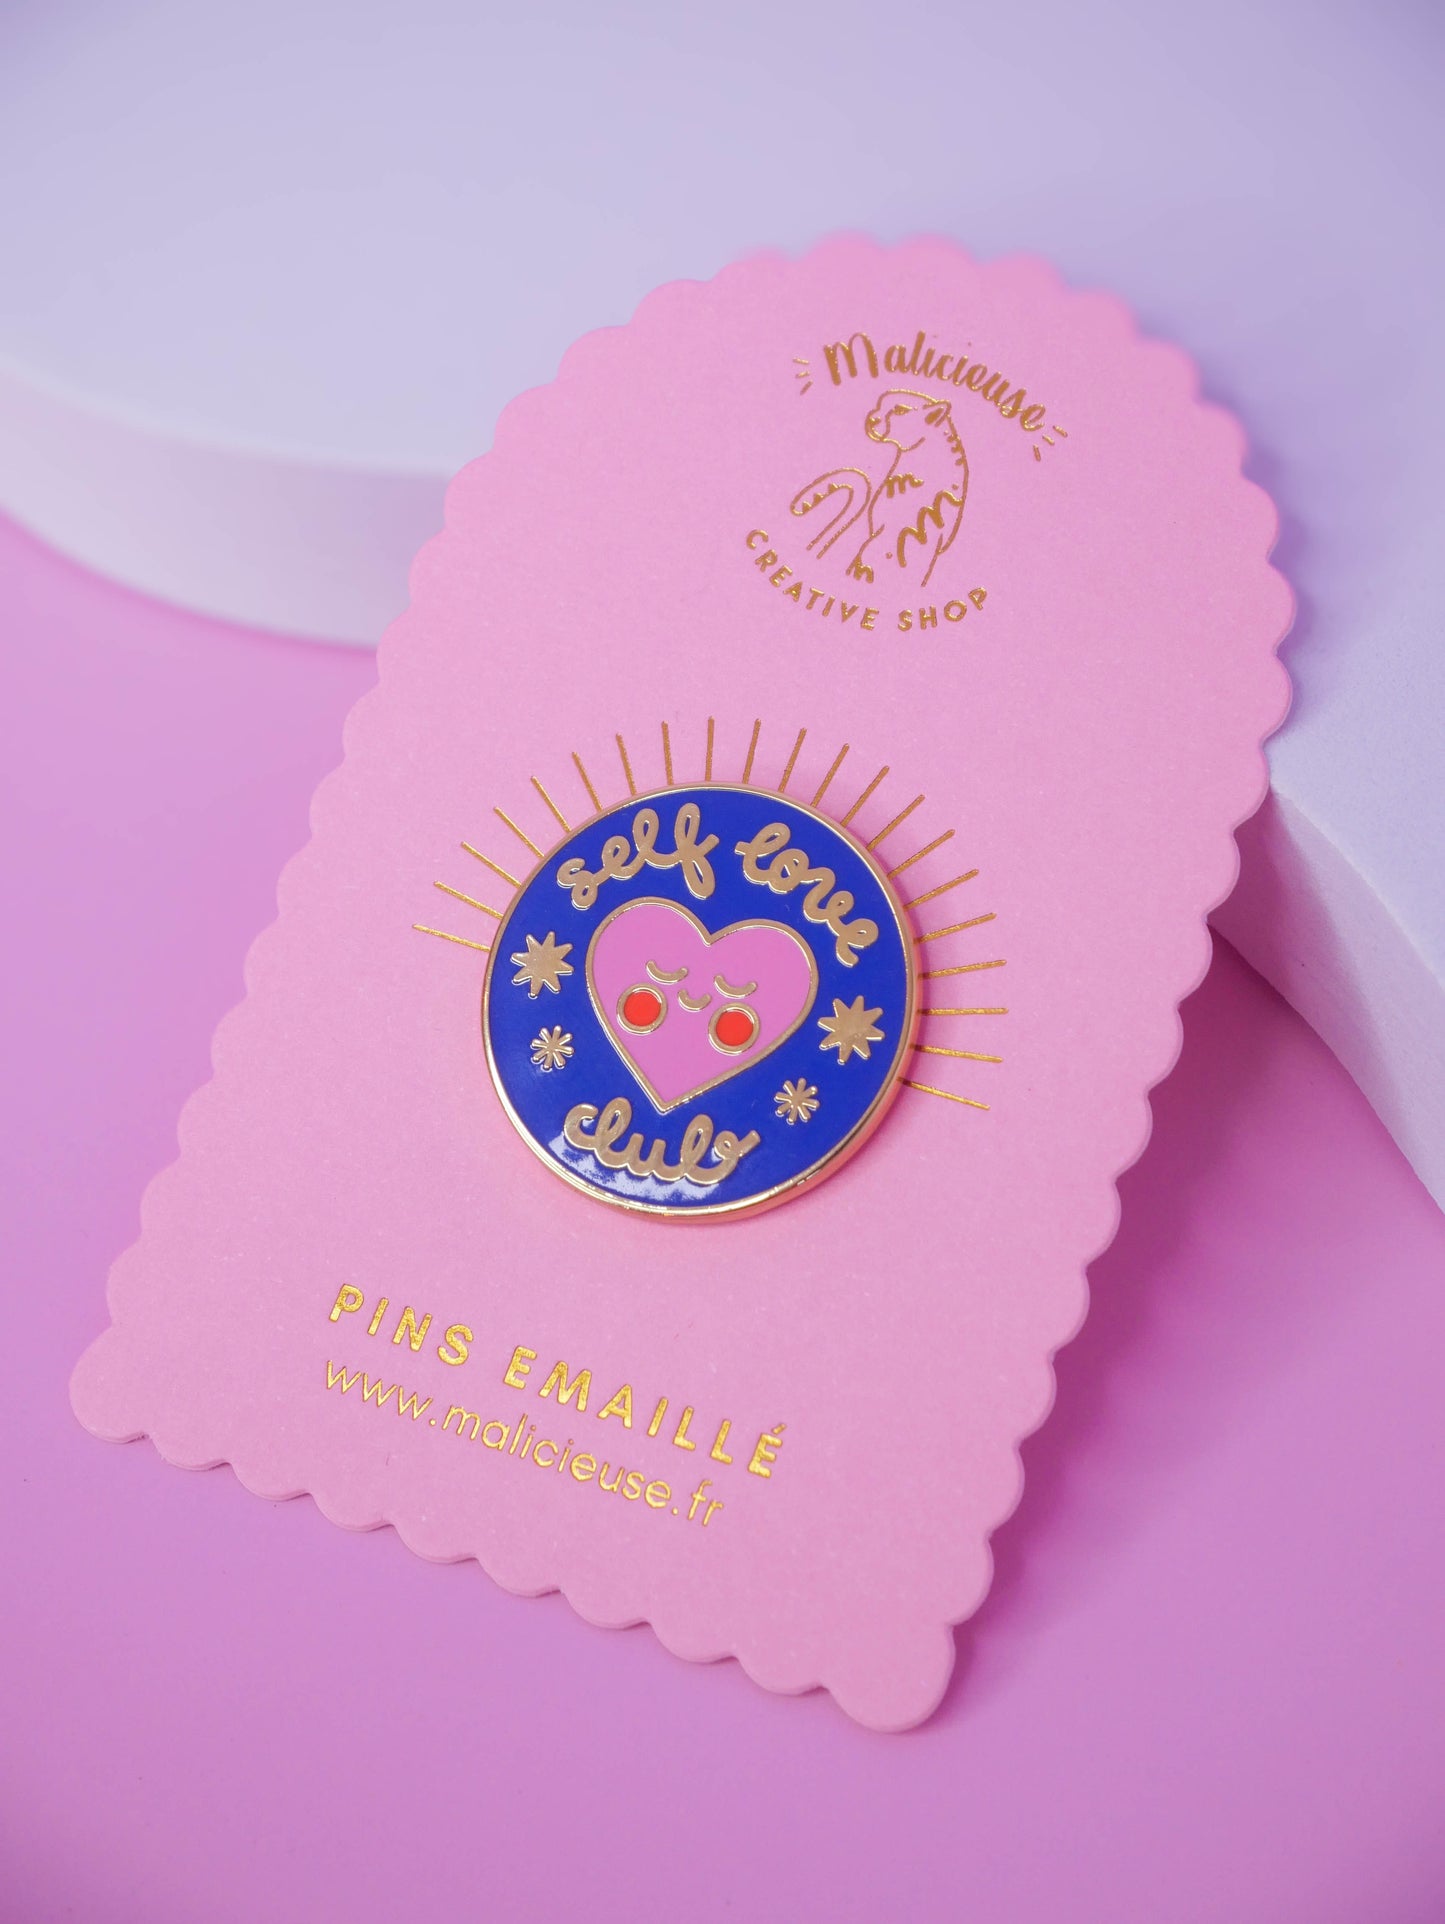 Malicieuse
CREATIVE SHOP
self love
club
PINS EMAILLÉ
www.malicieuse.fr